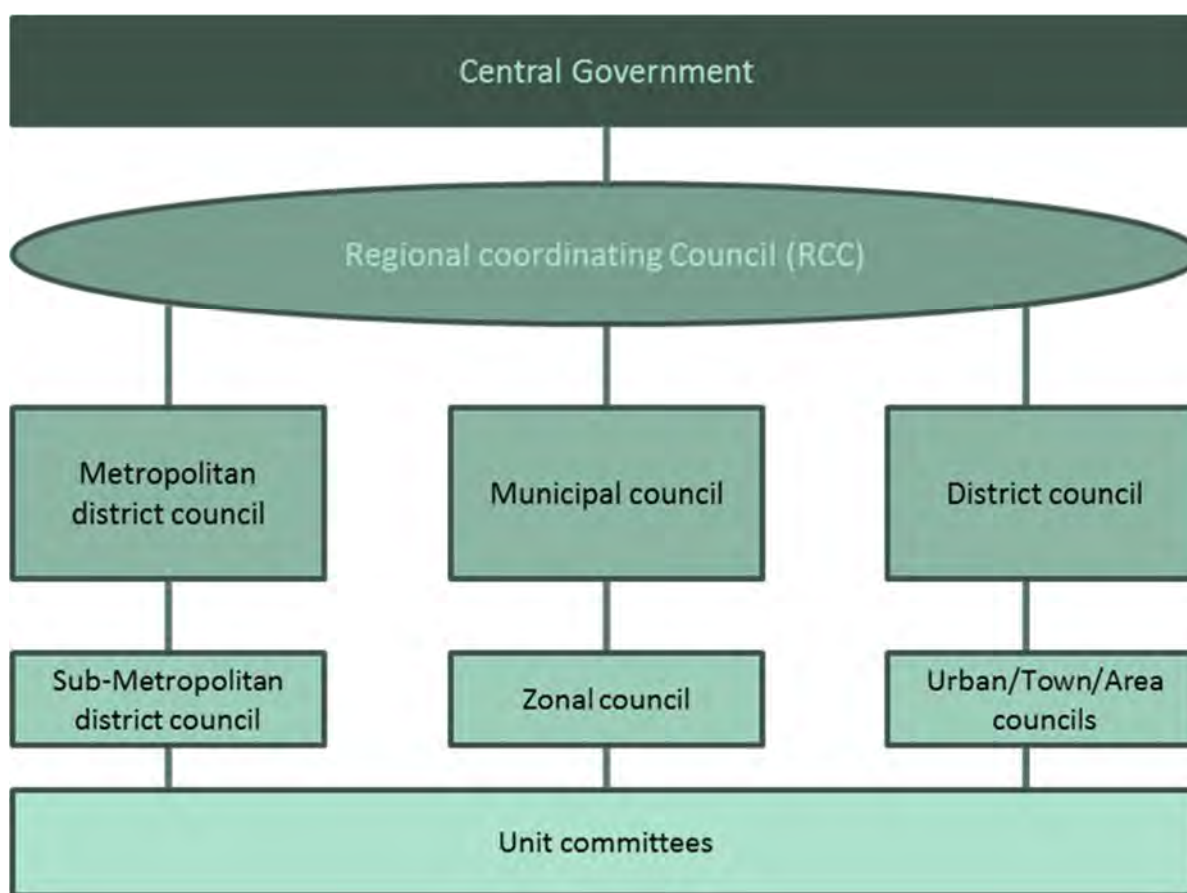 Central Government
Regional coordinating Council (RCC)
Metropolitan
district council
Municipal council
District council
Sub-Metropolitan
district council
Zonal council
Urban/Town/Area
councils
Unit committees